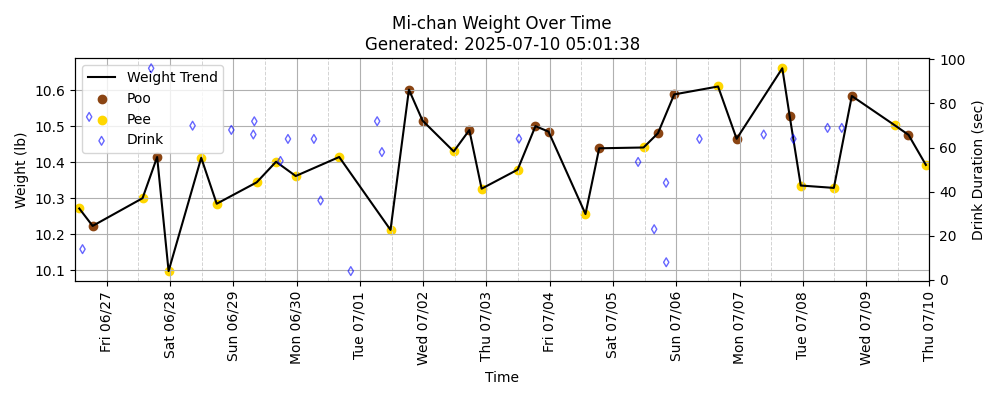 Mi-chan Weight Over Time
Generated: 2025-07-10 05:01:38
Weight Trend
Poo
Pee
Drink
Weight (lb)
10.6
10.5
10.4
10.3
10.2
10.1
100
80
60
40
20
0
Drink Duration (sec)
Fri 06/27
Sat 06/28
Sun 06/29
Mon 06/30
Tue 07/01
Wed 07/02
Thu 07/03
Fri 07/04
Sat 07/05
Sun 07/06
Mon 07/07
Tue 07/08
Wed 07/09
Thu 07/10
Time